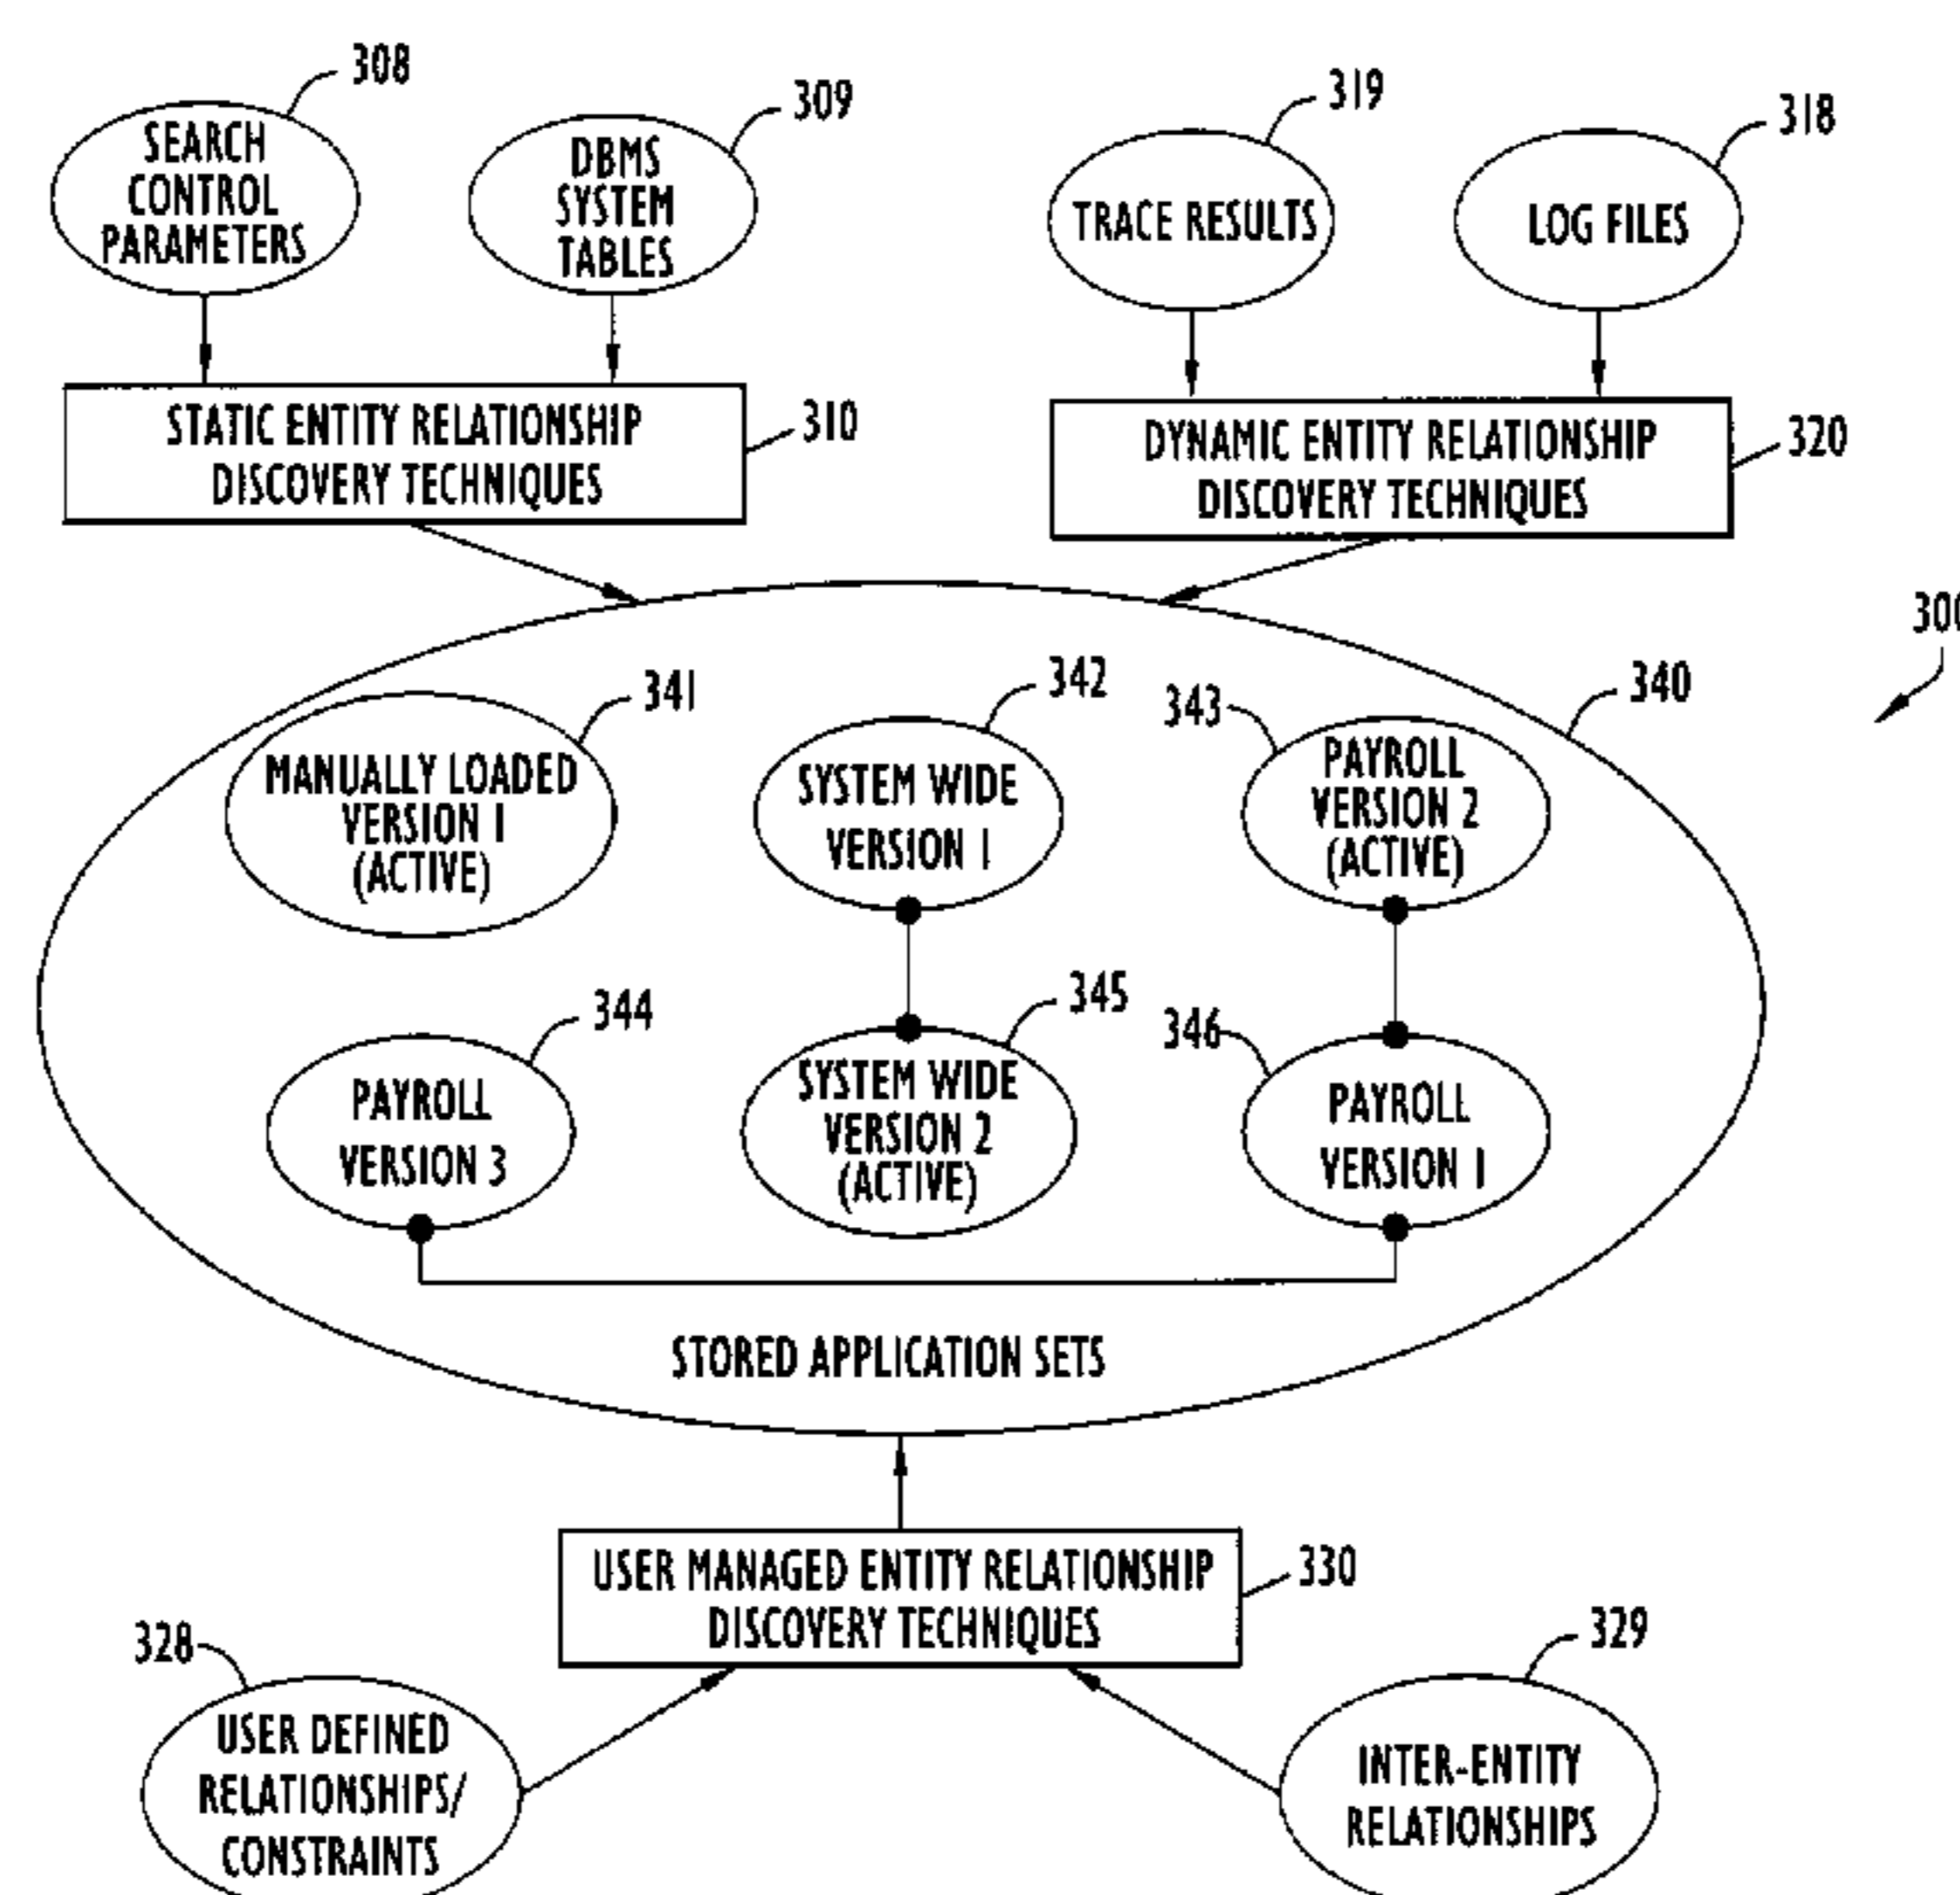 308
SEARCH
CONTROL
PARAMETERS
309
DBMS
SYSTEM
TABLES
319
TRACE RESULTS
318
LOG FILES
STATIC ENTITY RELATIONSHIP
DISCOVERY TECHNIQUES
310
DYNAMIC ENTITY RELATIONSHIP
DISCOVERY TECHNIQUES
320
300
340
341
MANUALLY LOADED
VERSION 1
(ACTIVE)
342
SYSTEM WIDE
VERSION 1
343
PAYROLL
VERSION 2
(ACTIVE)
344
PAYROLL
VERSION 3
345
SYSTEM WIDE
VERSION 2
(ACTIVE)
346
PAYROLL
VERSION 1
STORED APPLICATION SETS
USER MANAGED ENTITY RELATIONSHIP
DISCOVERY TECHNIQUES
330
328
USER DEFINED
RELATIONSHIPS/
CONSTRAINTS
329
INTER-ENTITY
RELATIONSHIPS